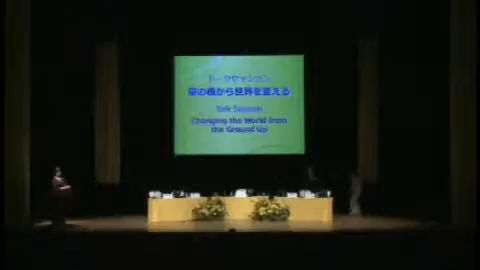 トークセッション
草の根から世界を変える
Talk Session
Changing the World from
the Ground Up